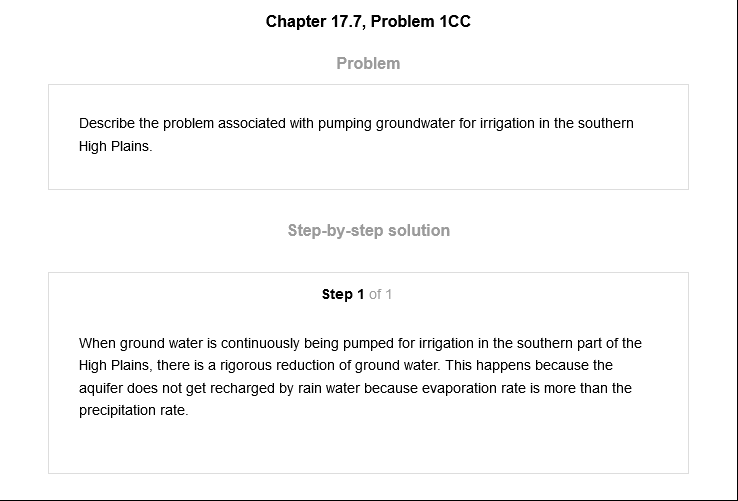 Chapter 17.7, Problem 1CC
Problem
Describe the problem associated with pumping groundwater for irrigation in the southern
High Plains.
Step-by-step solution
Step 1 of 1
When ground water is continuously being pumped for irrigation in the southern part of the
High Plains, there is a rigorous reduction of ground water. This happens because the
aquifer does not get recharged by rain water because evaporation rate is more than the
precipitation rate.